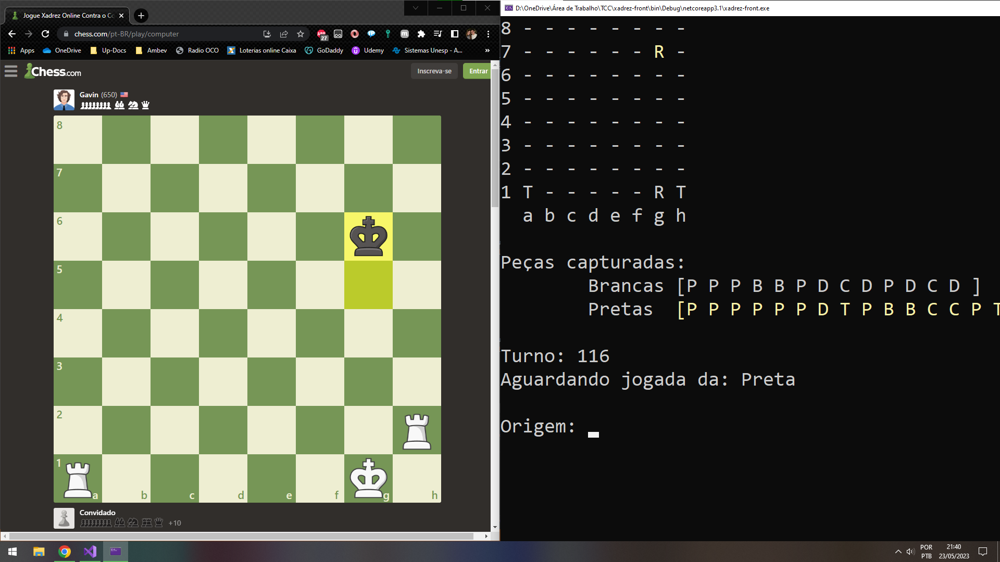 Jogue Xadrez Online Contra o Co
chess.com/pt-BR/play/computer
ABP
27
m
Apps
OneDrive
Up-Docs
Ambev
Radio OCO
Loterias online Caixa
GoDaddy
Udemy
Sistemas Unesp - A...
»
Chess.com
Inscreva-se
Entrar
Gavin (650)
8
7
6
5
4
3
2
1
a b c d e f g h
Convidado
+10
D:\OneDrive\Área de Trabalho\TCC\xadrez-front\bin\Debug\netcoreapp3.1\xadrez-front.exe
8 - - - - - - - -
7 - - - - - - R -
6 - - - - - - - -
5 - - - - - - - -
4 - - - - - - - -
3 - - - - - - - -
2 - - - - - - - -
1 T - - - - - R T
a b c d e f g h
Peças capturadas:
Brancas [P P P B B P D C D P D C D ]
Pretas [P P P P P P D T P B B C C P T
Turno: 116
Aguardando jogada da: Preta
Origem:
POR
PTB
21:40
23/05/2023